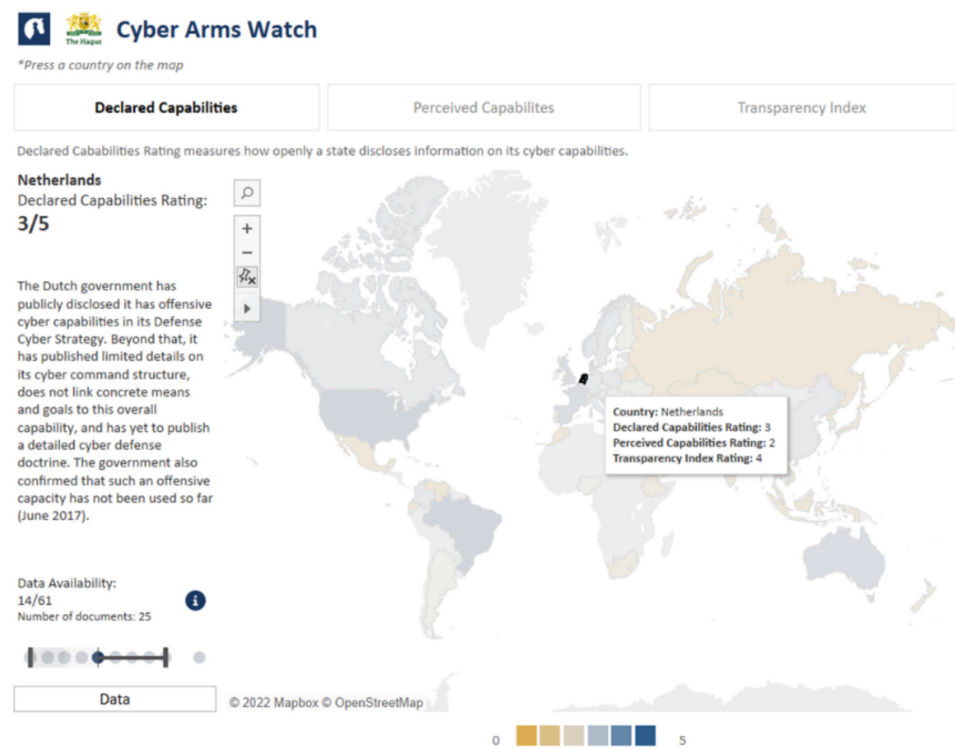 The Hague
Cyber Arms Watch
*Press a country on the map
Declared Capabilities
Perceived Capabilites
Transparency Index
Declared Cababilities Rating measures how openly a state discloses information on its cyber capabilities.
Netherlands
Declared Capabilities Rating:
3/5
The Dutch government has
publicly disclosed it has offensive
cyber capabilities in its Defense
Cyber Strategy. Beyond that, it
has published limited details on
its cyber command structure,
does not link concrete means
and goals to this overall
capability, and has yet to publish
a detailed cyber defense
doctrine. The government also
confirmed that such an offensive
capacity has not been used so far
(June 2017).
Country: Netherlands
Declared Capabilities Rating: 3
Perceived Capabilities Rating: 2
Transparency Index Rating: 4
Data Availability:
14/61
Number of documents: 25
Data
© 2022 Mapbox © OpenStreetMap
0
5